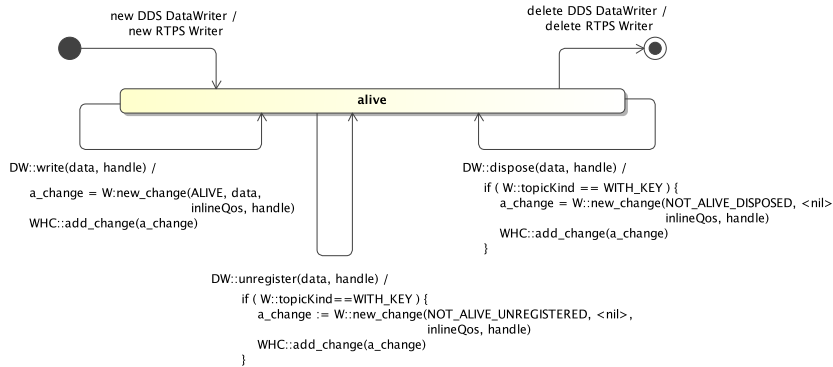 new DDS DataWriter /
new RTPS Writer
delete DDS DataWriter /
delete RTPS Writer
alive
DW::write(data, handle) /
a_change = W:new_change(ALIVE, data,
inlineQos, handle)
WHC::add_change(a_change)
DW::dispose(data, handle) /
if ( W::topicKind == WITH_KEY ) {
a_change = W::new_change(NOT_ALIVE_DISPOSED, <nil>
inlineQos, handle)
WHC::add_change(a_change)
}
DW::unregister(data, handle) /
if ( W::topicKind==WITH_KEY ) {
a_change := W::new_change(NOT_ALIVE_UNREGISTERED, <nil>,
inlineQos, handle)
WHC::add_change(a_change)
}